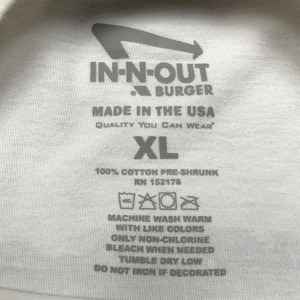 IN-N-OUT
BURGER
MADE IN THE USA
QUALITY YOU CAN WEAR®
XL
100% COTTON PRE-SHRUNK
RN 152176
MACHINE WASH WARM
WITH LIKE COLORS
ONLY NON-CHLORINE
BLEACH WHEN NEEDED
TUMBLE DRY LOW
DO NOT IRON IF DECORATED